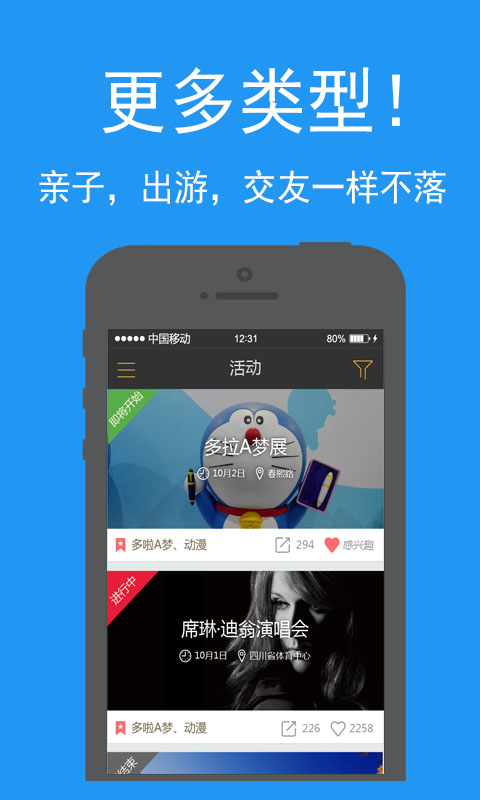 更多类型！
亲子，出游，交友一样不落
中国移动 12:31 80%
活动
即将开始
多拉A梦展
10月2日 春熙路
多啦A梦、动漫 294 感兴趣
进行中
席琳·迪翁演唱会
10月1日 四川省体育中心
多啦A梦、动漫 226 2258
结束